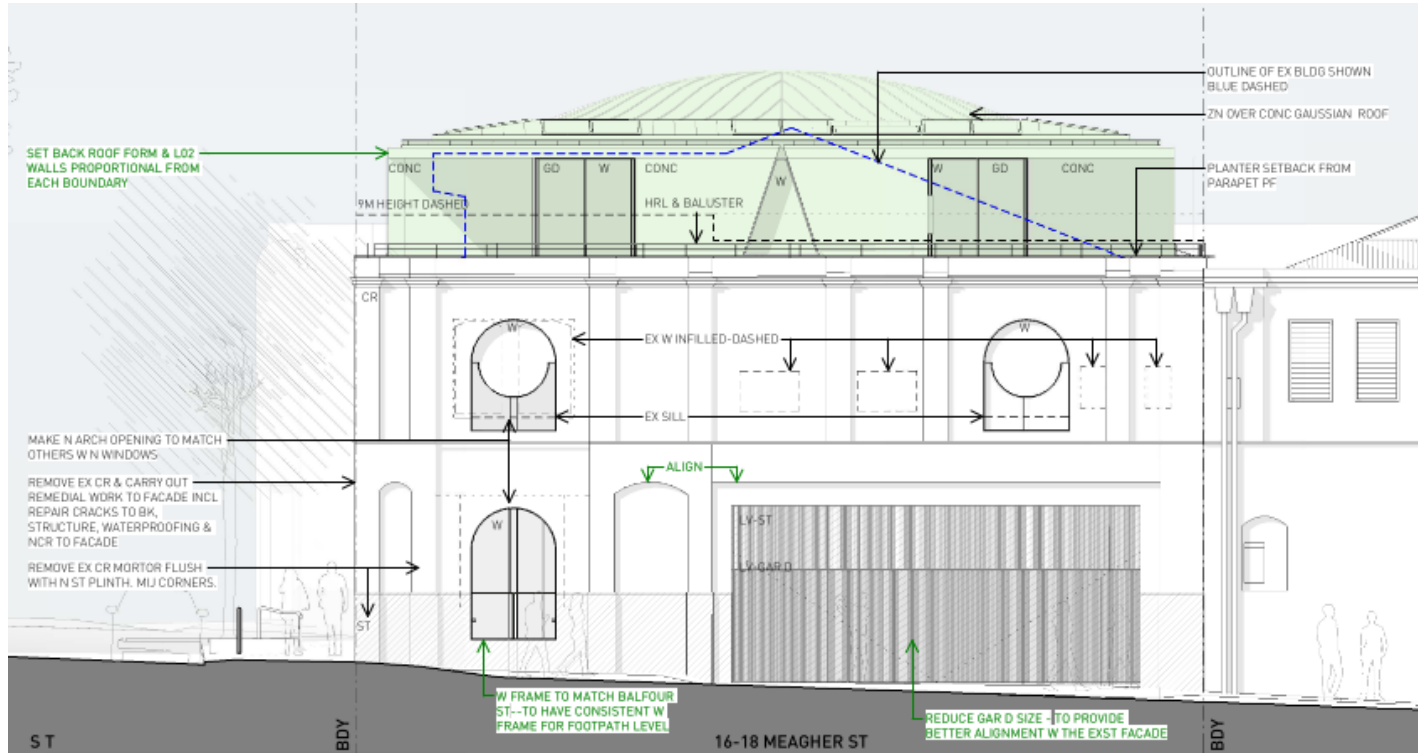 OUTLINE OF EX BLDG SHOWN
BLUE DASHED
ZN OVER CONC GAUSSIAN ROOF
SET BACK ROOF FORM & L02
WALLS PROPORTIONAL FROM
EACH BOUNDARY
CONC
GD
W
CONC
W
W
GD
CONC
PLANTER SETBACK FROM
PARAPET PF
9M HEIGHT DASHED
HRL & BALUSTER
CR
W
W
EX W INFILLED-DASHED
EX SILL
MAKE N ARCH OPENING TO MATCH
OTHERS W N WINDOWS
ALIGN
REMOVE EX CR & CARRY OUT
REMEDIAL WORK TO FACADE INCL
REPAIR CRACKS TO BK,
STRUCTURE, WATERPROOFING &
NCR TO FACADE
W
LV-ST
LV-GAR D
REMOVE EX CR MORTOR FLUSH
WITH N ST PLINTH. MIJ CORNERS.
ST
W FRAME TO MATCH BALFOUR
ST--TO HAVE CONSISTENT W
FRAME FOR FOOTPATH LEVEL
REDUCE GAR D SIZE - TO PROVIDE
BETTER ALIGNMENT W THE EXST FACADE
S T
BDY
16-18 MEAGHER ST
BDY